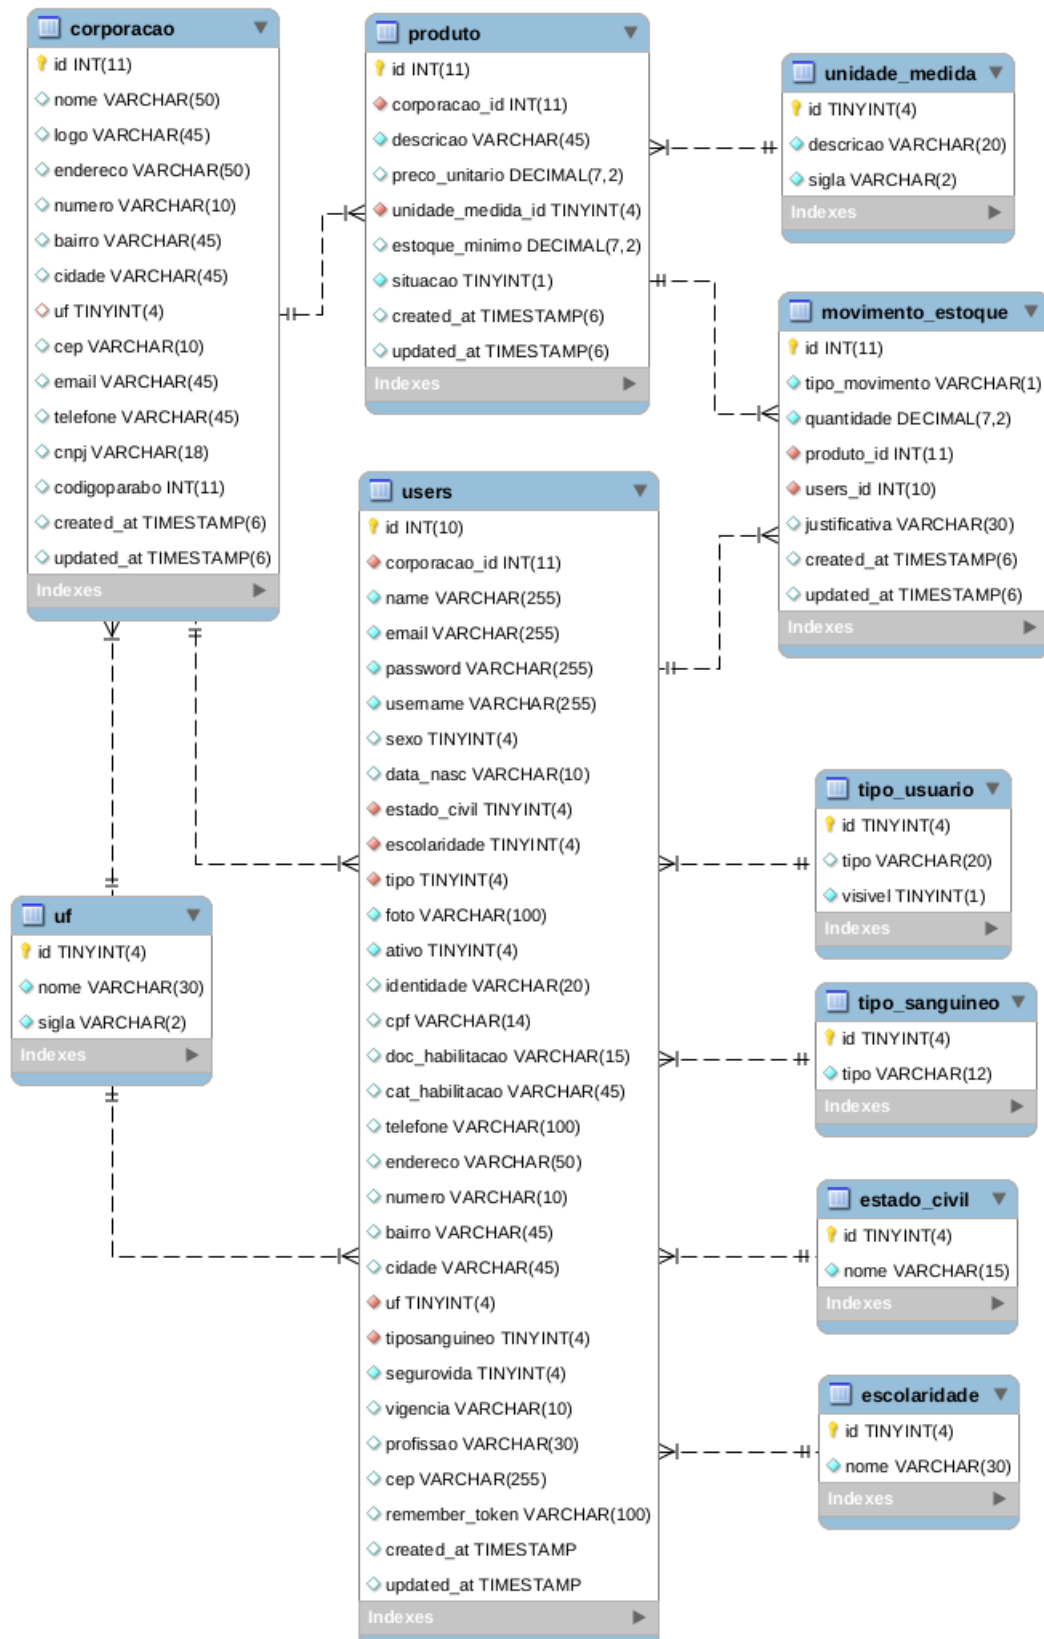 corporacao
id INT(11)
nome VARCHAR(50)
logo VARCHAR(45)
endereco VARCHAR(50)
numero VARCHAR(10)
bairro VARCHAR(45)
cidade VARCHAR(45)
uf TINYINT(4)
cep VARCHAR(10)
email VARCHAR(45)
telefone VARCHAR(45)
cnpj VARCHAR(18)
codigoparabo INT(11)
created_at TIMESTAMP(6)
updated_at TIMESTAMP(6)
Indexes
produto
id INT(11)
corporacao_id INT(11)
descricao VARCHAR(45)
preco_unitario DECIMAL(7,2)
unidade_medida_id TINYINT(4)
estoque_minimo DECIMAL(7,2)
situacao TINYINT(1)
created_at TIMESTAMP(6)
updated_at TIMESTAMP(6)
Indexes
unidade_medida
id TINYINT(4)
descricao VARCHAR(20)
sigla VARCHAR(2)
Indexes
movimento_estoque
id INT(11)
tipo_movimento VARCHAR(1)
quantidade DECIMAL(7,2)
produto_id INT(11)
users_id INT(10)
justificativa VARCHAR(30)
created_at TIMESTAMP(6)
updated_at TIMESTAMP(6)
Indexes
users
id INT(10)
corporacao_id INT(11)
name VARCHAR(255)
email VARCHAR(255)
password VARCHAR(255)
username VARCHAR(255)
sexo TINYINT(4)
data_nasc VARCHAR(10)
estado_civil TINYINT(4)
escolaridade TINYINT(4)
tipo TINYINT(4)
foto VARCHAR(100)
ativo TINYINT(4)
identidade VARCHAR(20)
cpf VARCHAR(14)
doc_habilitacao VARCHAR(15)
cat_habilitacao VARCHAR(45)
telefone VARCHAR(100)
endereco VARCHAR(50)
numero VARCHAR(10)
bairro VARCHAR(45)
cidade VARCHAR(45)
uf TINYINT(4)
tiposanguineo TINYINT(4)
segurovida TINYINT(4)
vigencia VARCHAR(10)
profissao VARCHAR(30)
cep VARCHAR(255)
remember_token VARCHAR(100)
created_at TIMESTAMP
updated_at TIMESTAMP
Indexes
uf
id TINYINT(4)
nome VARCHAR(30)
sigla VARCHAR(2)
Indexes
tipo_usuario
id TINYINT(4)
tipo VARCHAR(20)
visivel TINYINT(1)
Indexes
tipo_sanguineo
id TINYINT(4)
tipo VARCHAR(12)
Indexes
estado_civil
id TINYINT(4)
nome VARCHAR(15)
Indexes
escolaridade
id TINYINT(4)
nome VARCHAR(30)
Indexes